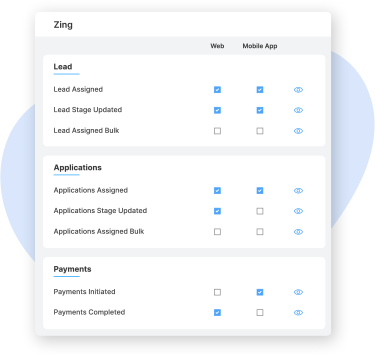 Zing
Web Mobile App
Lead
Lead Assigned
Lead Stage Updated
Lead Assigned Bulk
Applications
Applications Assigned
Applications Stage Updated
Applications Assigned Bulk
Payments
Payments Initiated
Payments Completed